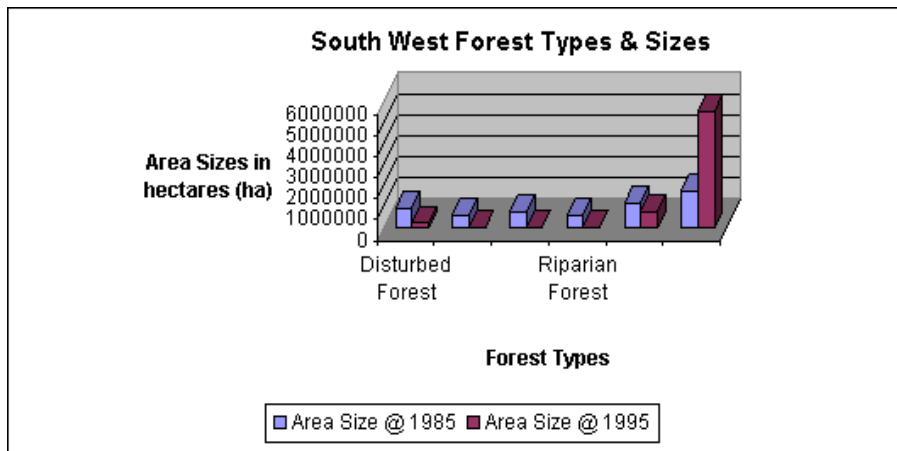 South West Forest Types & Sizes
6000000
5000000
4000000
3000000
2000000
1000000
0
Area Sizes in
hectares (ha)
Disturbed
Forest
Riparian
Forest
Forest Types
Area Size @ 1985
Area Size @ 1995